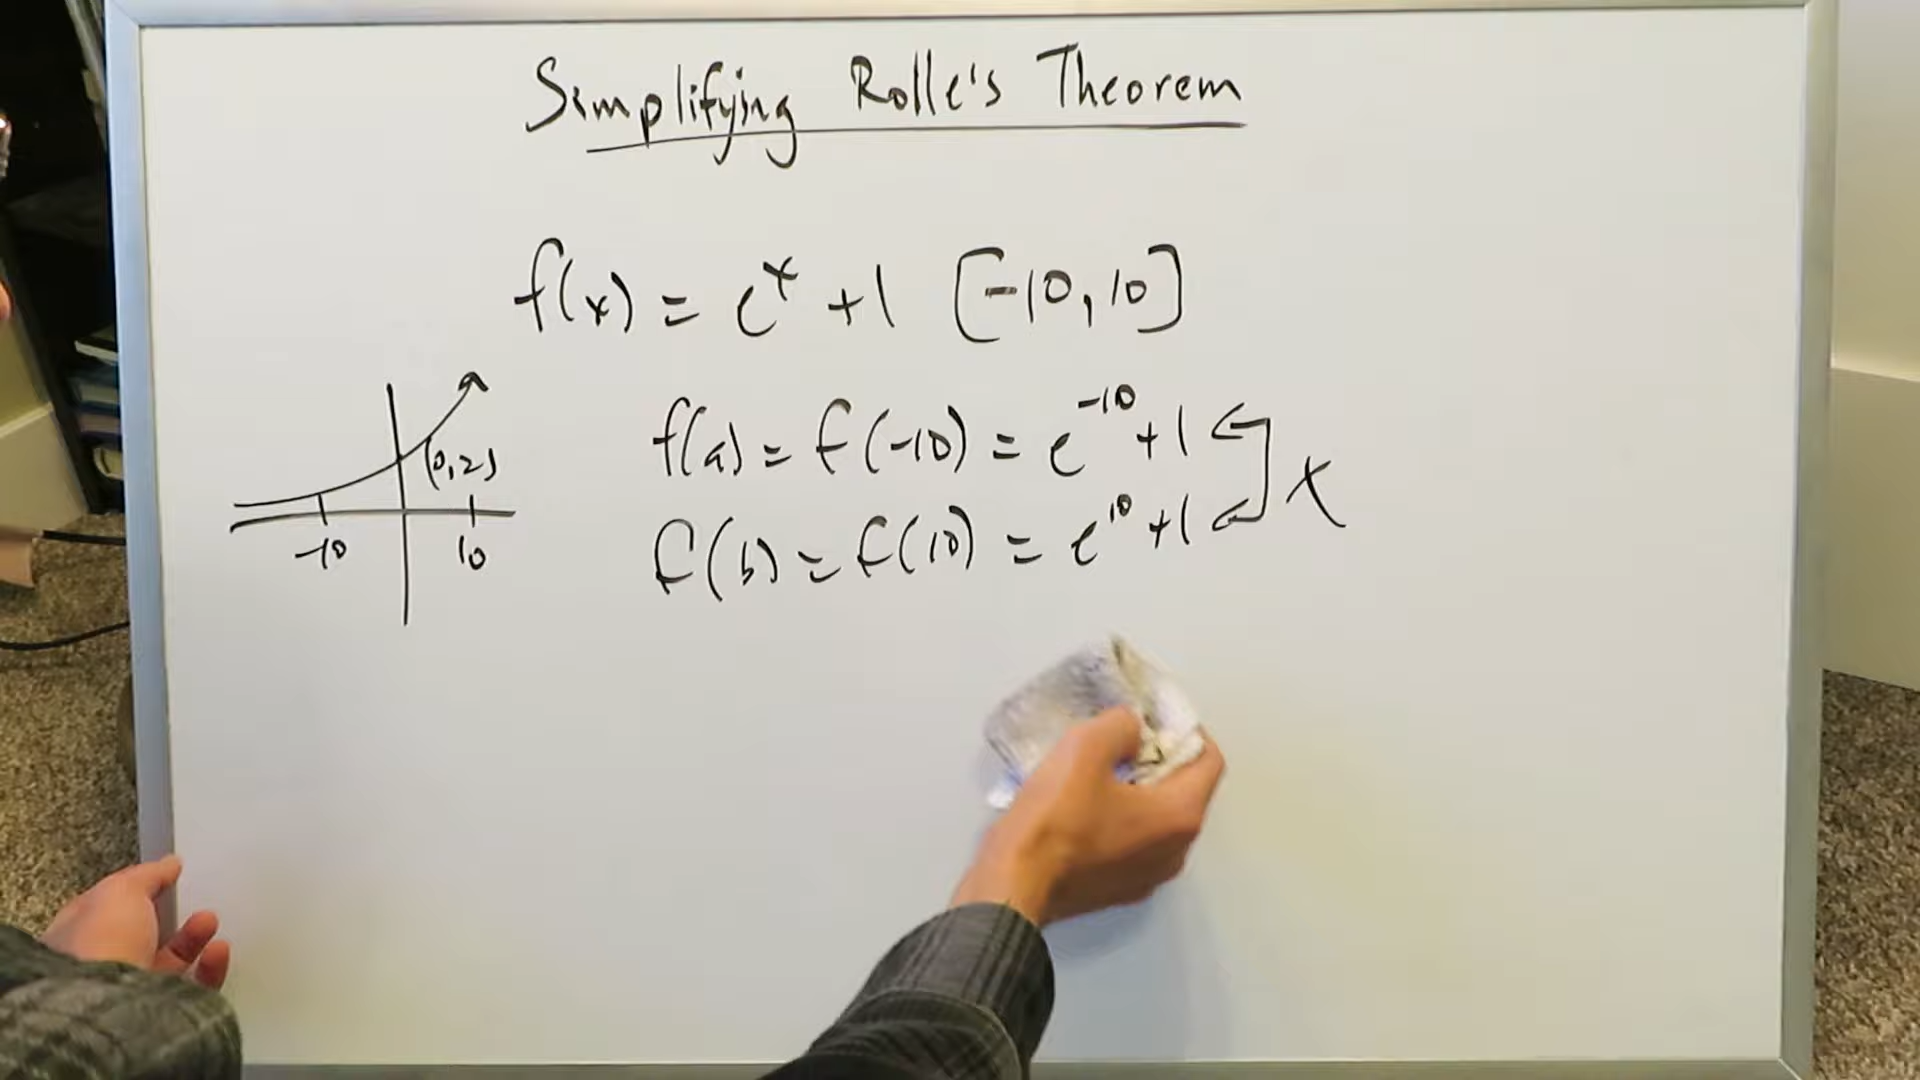 Simplifying Rolle's Theorem
f(x) = e^x + 1 [-10, 10]
f(a) = f(-10) = e^-10 + 1
f(b) = f(10) = e^10 + 1
X
(0,2)
-10
10